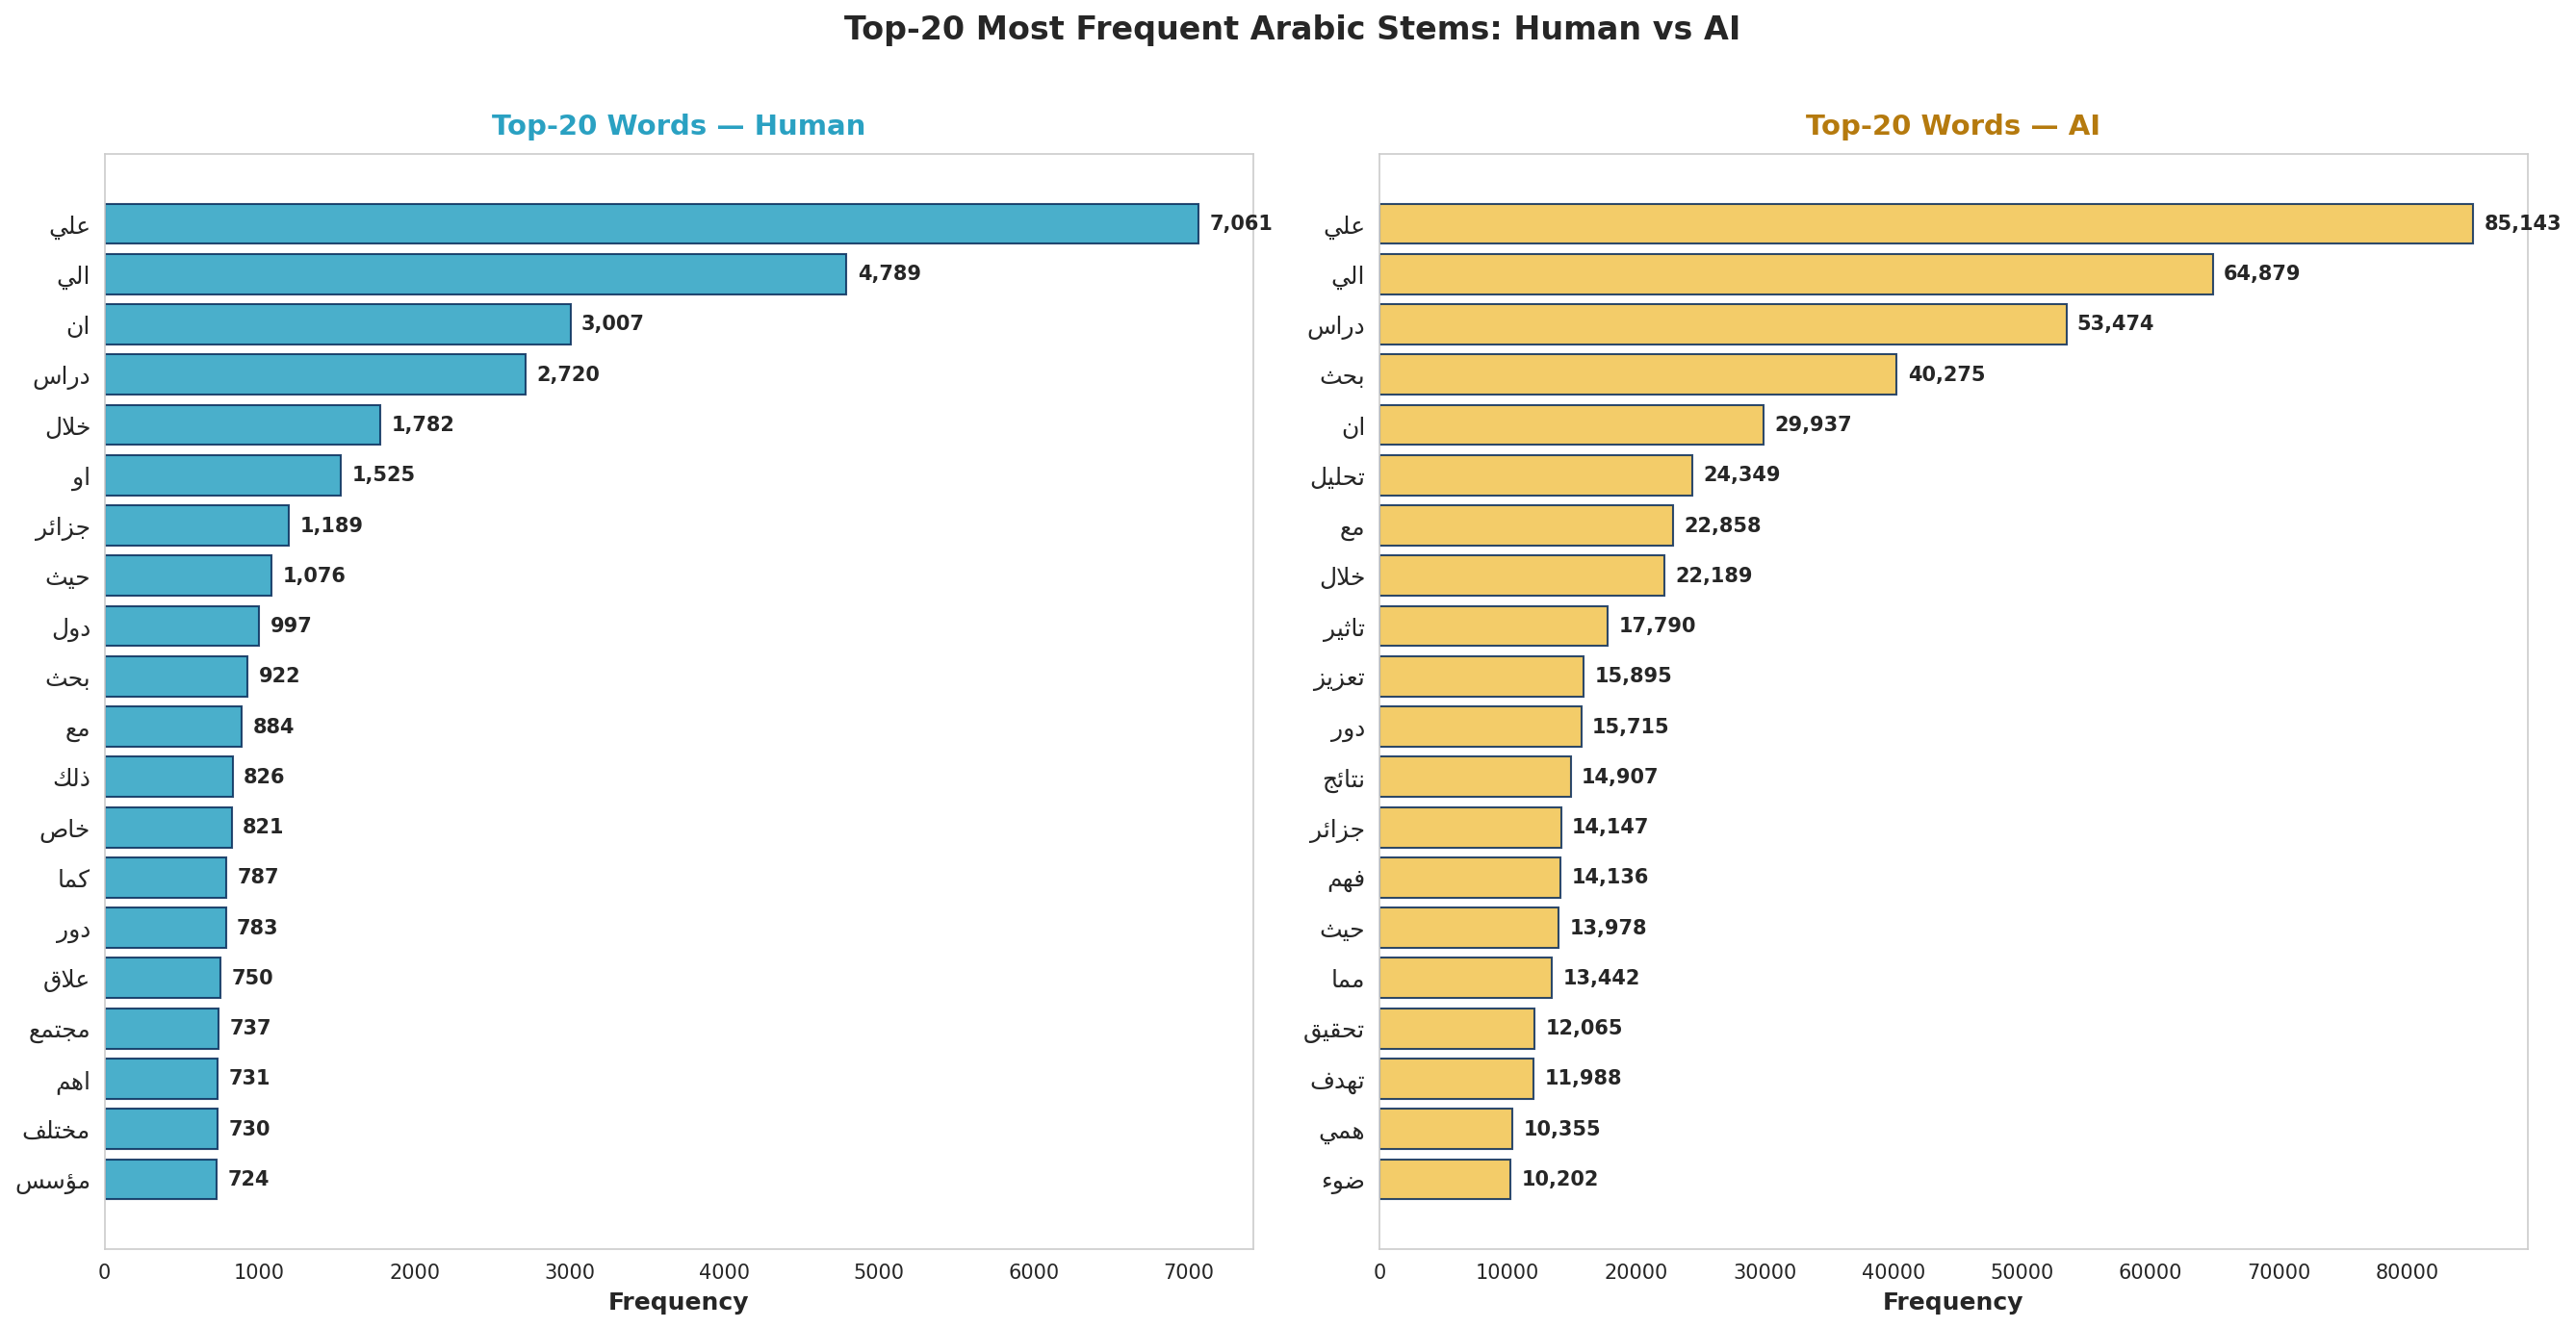 Top-20 Most Frequent Arabic Stems: Human vs AI
Top-20 Words — Human
علي 7,061
الي 4,789
ان 3,007
دراس 2,720
خلال 1,782
او 1,525
جزائر 1,189
حيث 1,076
دول 997
بحث 922
مع 884
ذلك 826
خاص 821
كما 787
دور 783
علاق 750
مجتمع 737
اهم 731
مختلف 730
مؤسس 724
0 1000 2000 3000 4000 5000 6000 7000
Frequency
Top-20 Words — AI
علي 85,143
الي 64,879
دراس 53,474
بحث 40,275
ان 29,937
تحليل 24,349
مع 22,858
خلال 22,189
تاثير 17,790
تعزيز 15,895
دور 15,715
نتائج 14,907
جزائر 14,147
فهم 14,136
حيث 13,978
مما 13,442
تحقيق 12,065
تهدف 11,988
همي 10,355
ضوء 10,202
0 10000 20000 30000 40000 50000 60000 70000 80000
Frequency